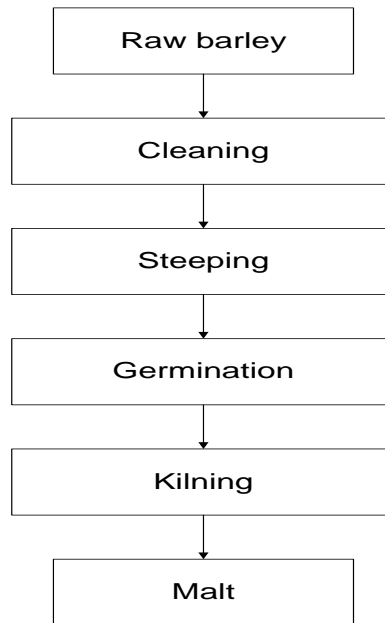 Raw barley
Cleaning
Steeping
Germination
Kilning
Malt